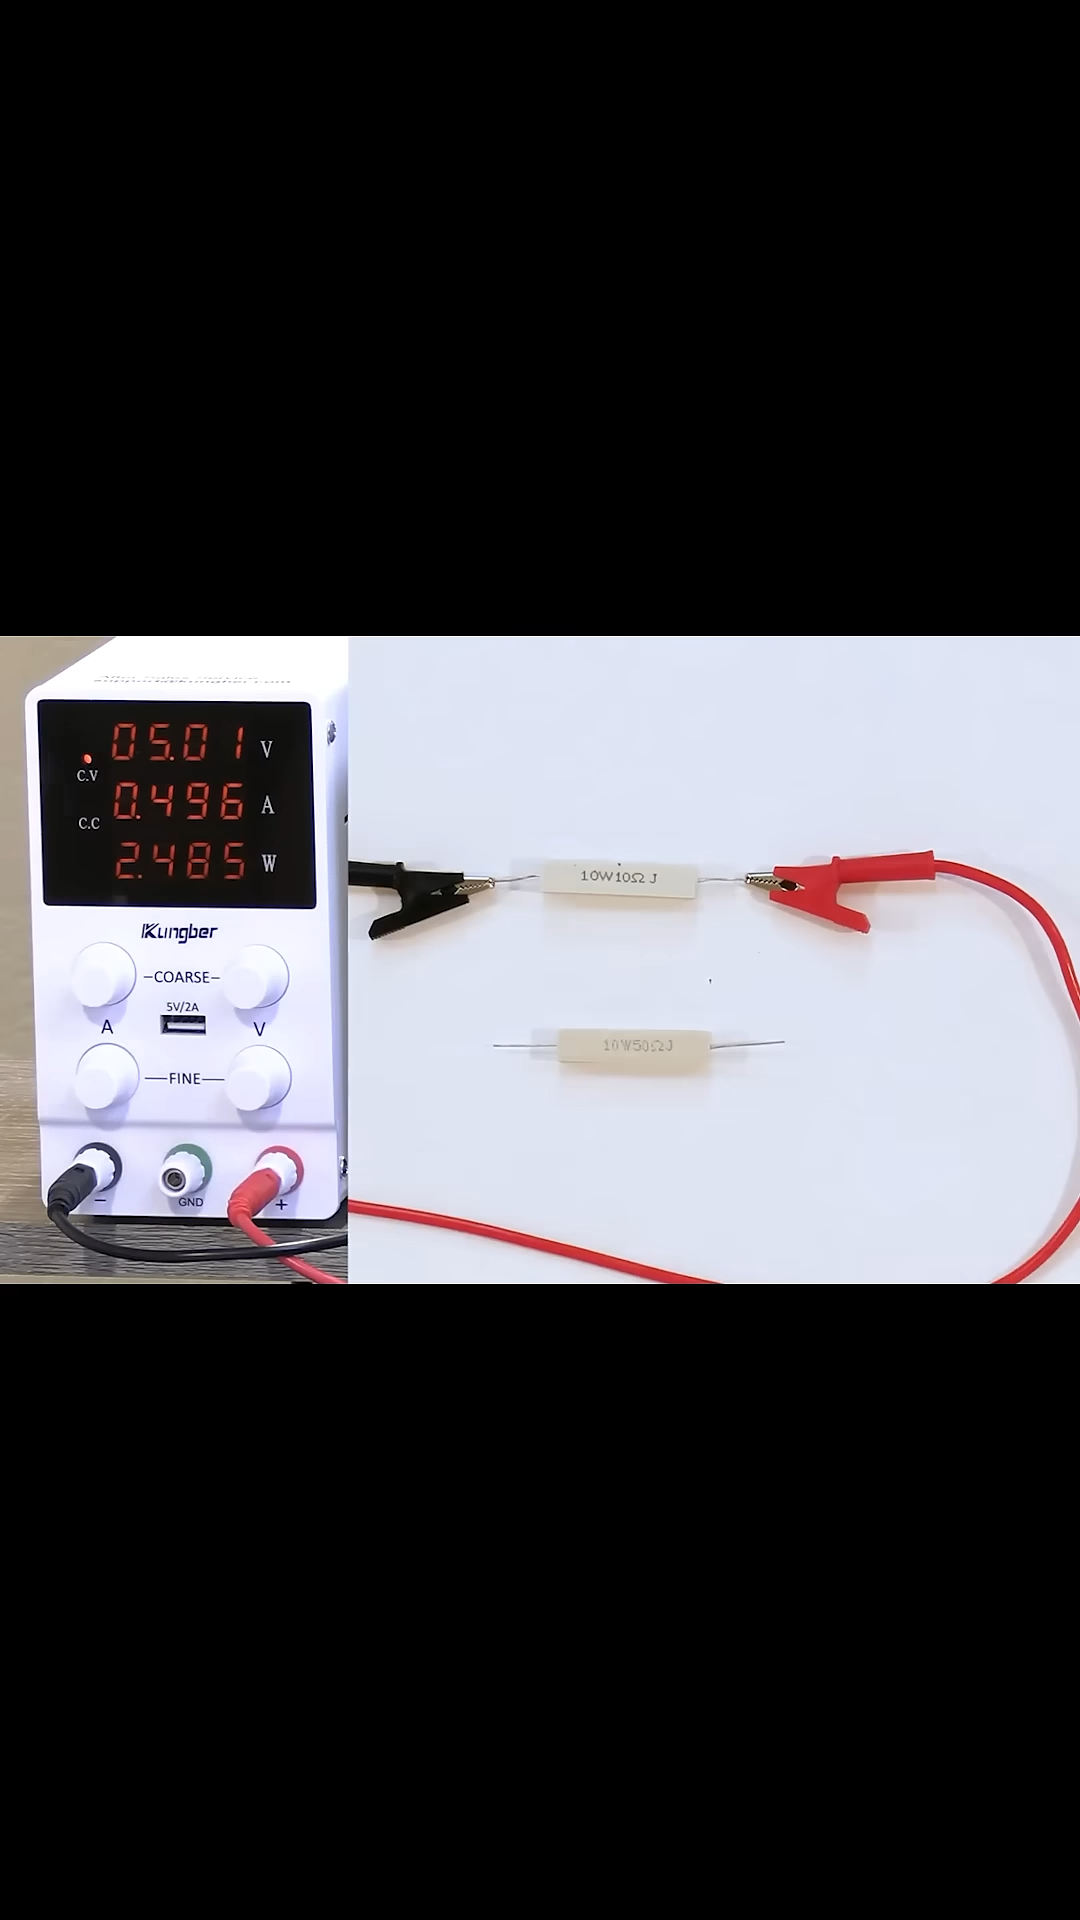 05.01 V
C.V
0.496 A
C.C
2.485 W
Kungber
COARSE
5V/2A
A
V
FINE
− GND +
10W10Ω J
10W50ΩJ